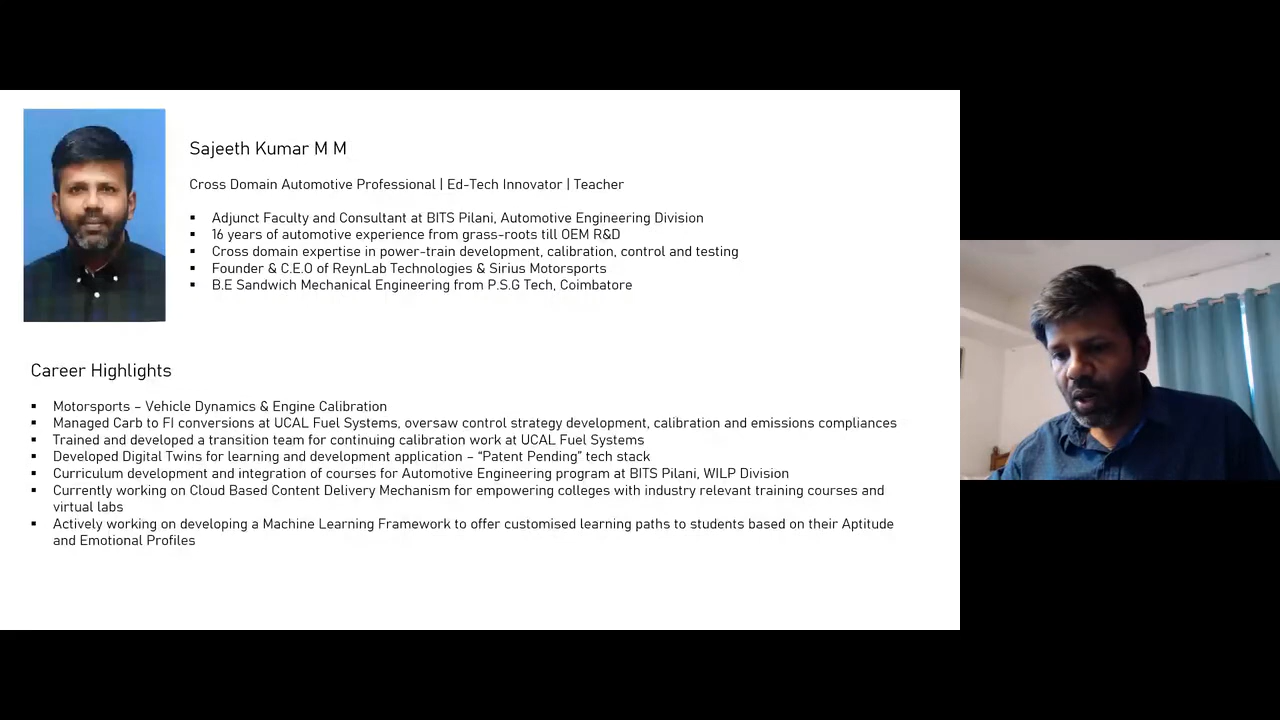 Sajeeth Kumar M M
Cross Domain Automotive Professional | Ed-Tech Innovator | Teacher
▪ Adjunct Faculty and Consultant at BITS Pilani, Automotive Engineering Division
▪ 16 years of automotive experience from grass-roots till OEM R&D
▪ Cross domain expertise in power-train development, calibration, control and testing
▪ Founder & C.E.O of ReynLab Technologies & Sirius Motorsports
▪ B.E Sandwich Mechanical Engineering from P.S.G Tech, Coimbatore
Career Highlights
▪ Motorsports – Vehicle Dynamics & Engine Calibration
▪ Managed Carb to FI conversions at UCAL Fuel Systems, oversaw control strategy development, calibration and emissions compliances
▪ Trained and developed a transition team for continuing calibration work at UCAL Fuel Systems
▪ Developed Digital Twins for learning and development application – “Patent Pending” tech stack
▪ Curriculum development and integration of courses for Automotive Engineering program at BITS Pilani, WILP Division
▪ Currently working on Cloud Based Content Delivery Mechanism for empowering colleges with industry relevant training courses and
virtual labs
▪ Actively working on developing a Machine Learning Framework to offer customised learning paths to students based on their Aptitude
and Emotional Profiles